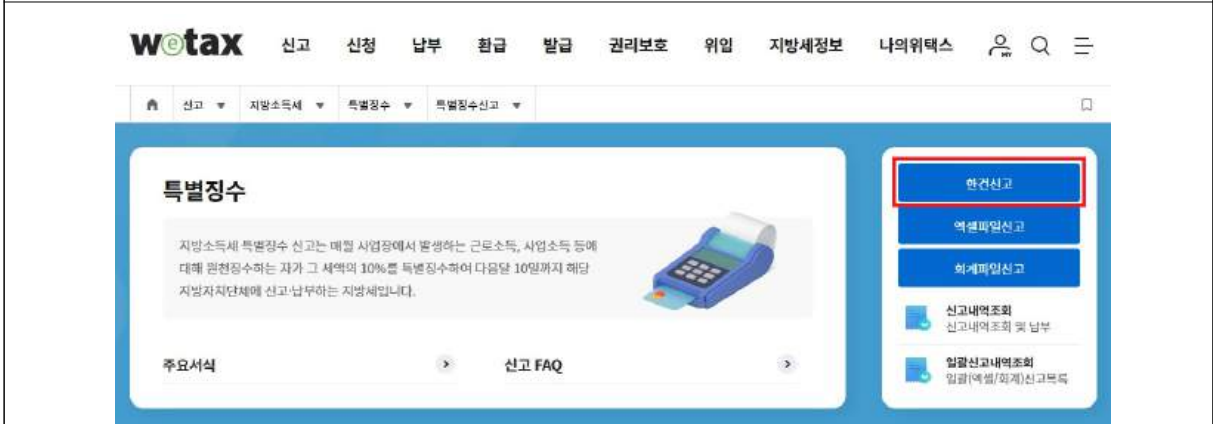 wetax 신고 신청 납부 환급 발급 권리보호 위임 지방세정보 나의위택스 MY
신고 지방소득세 특별징수 특별징수신고
특별징수
지방소득세 특별징수 신고는 매월 사업장에서 발생하는 근로소득, 사업소득 등에
대해 원천징수하는 자가 그 세액의 10%를 특별징수하여 다음달 10일까지 해당
지방자치단체에 신고·납부하는 지방세입니다.
주요서식
신고 FAQ
한건신고
엑셀파일신고
회계파일신고
신고내역조회
신고내역조회 및 납부
일괄신고내역조회
일괄(엑셀/회계)신고목록